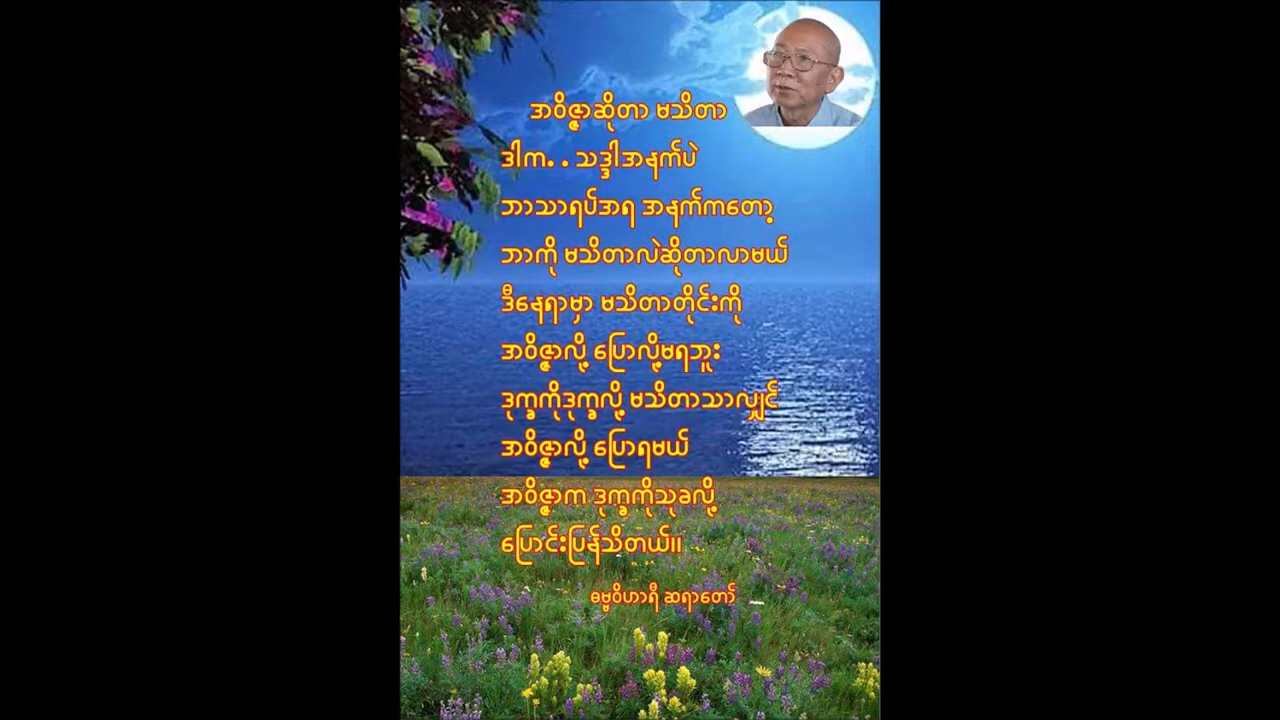 အဝိဇ္ဇာဆိုတာ မသိတာ
ဒါက. . သဒ္ဒါအနက်ပဲ
ဘာသာရပ်အရ အနက်ကတော့
ဘာကို မသိတာလဲဆိုတာလာမယ်
ဒီနေရာမှာ မသိတာတိုင်းကို
အဝိဇ္ဇာလို့ ပြောလို့မရဘူး
ဒုက္ခကိုဒုက္ခလို့ မသိတာသာလျှင်
အဝိဇ္ဇာလို့ ပြောရမယ်
အဝိဇ္ဇာက ဒုက္ခကိုသုခလို့
ပြောင်းပြန်သိတယ်။
ဓမ္မဝိဟာရီ ဆရာတော်